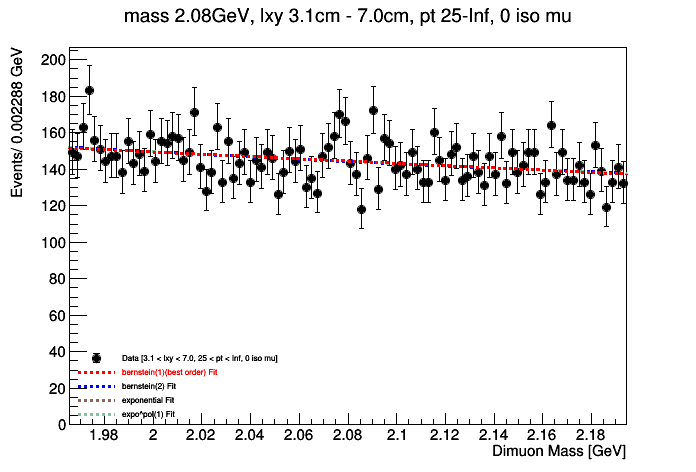 mass 2.08GeV, lxy 3.1cm - 7.0cm, pt 25-Inf, 0 iso mu
Events/ 0.002288 GeV
200
180
160
140
120
100
80
60
40
20
0
Data [3.1 < lxy < 7.0, 25 < pt < Inf, 0 iso mu]
bernstein(1)(best order) Fit
bernstein(2) Fit
exponential Fit
expo*pol(1) Fit
1.98 2 2.02 2.04 2.06 2.08 2.1 2.12 2.14 2.16 2.18
Dimuon Mass [GeV]